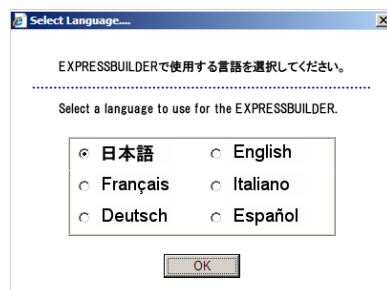 Select Language....
EXPRESSBUILDERで使用する言語を選択してください。
Select a language to use for the EXPRESSBUILDER.
日本語 English
Français Italiano
Deutsch Español
OK